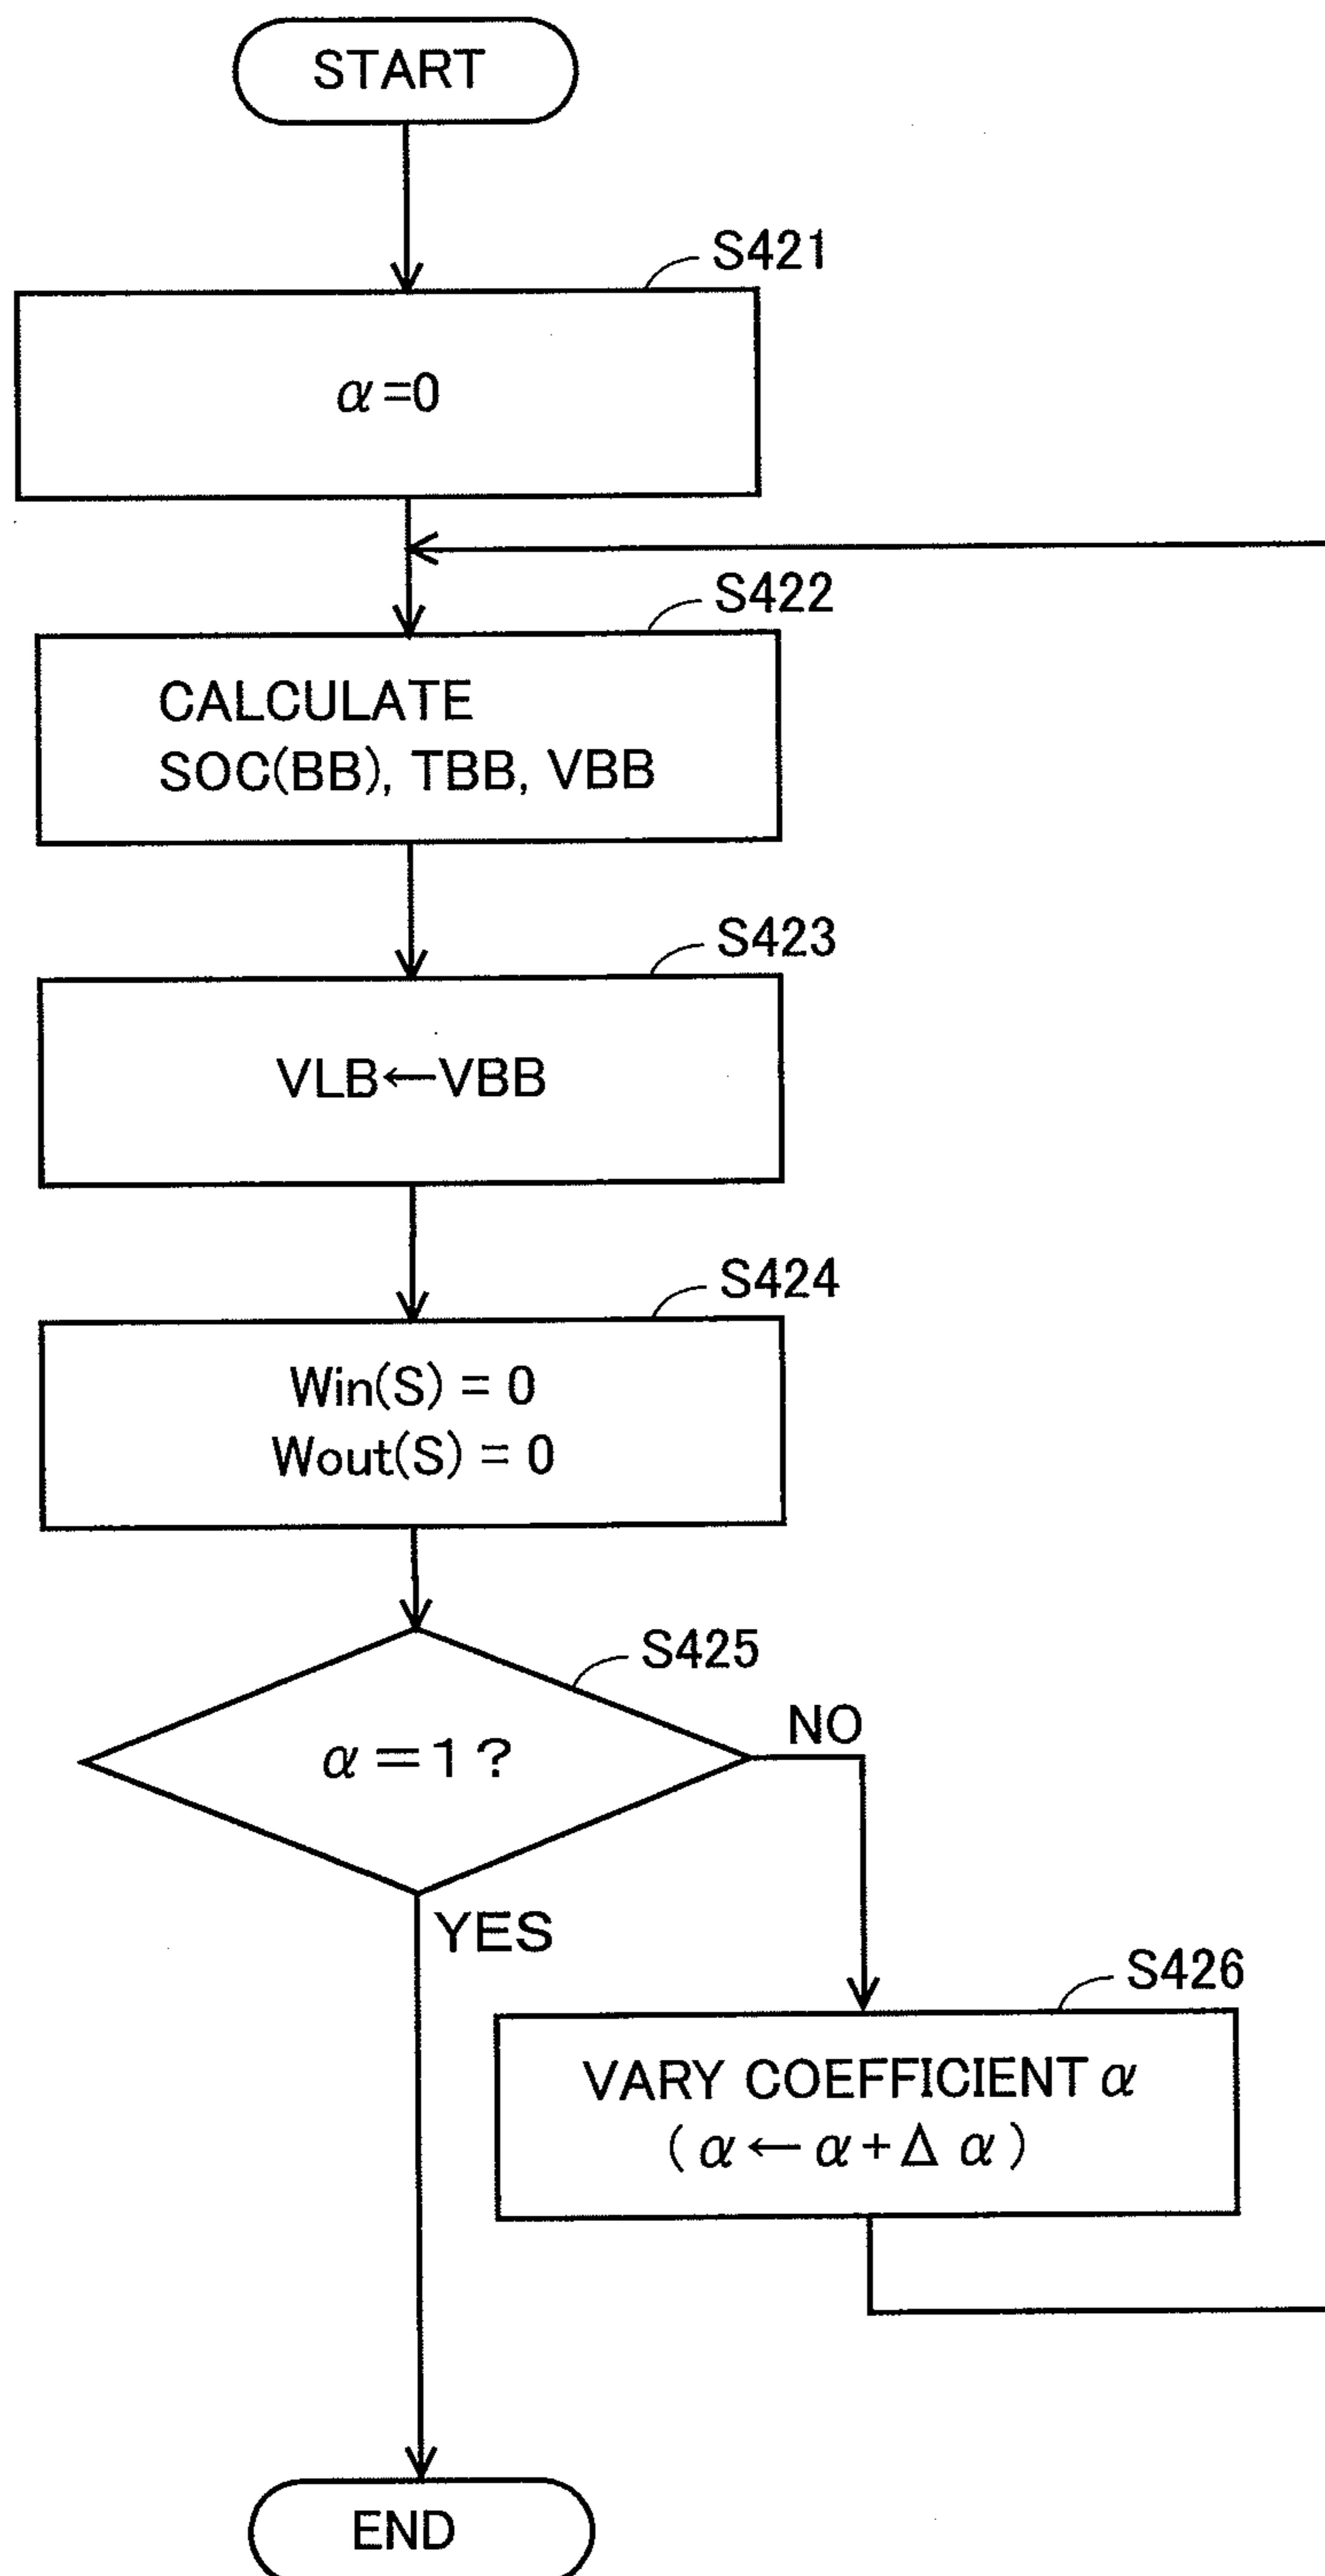 START
S421
α=0
S422
CALCULATE
SOC(BB), TBB, VBB
S423
VLB←VBB
S424
Win(S) = 0
Wout(S) = 0
S425
α=1?
NO
YES
S426
VARY COEFFICIENT α
(α←α+Δ α)
END